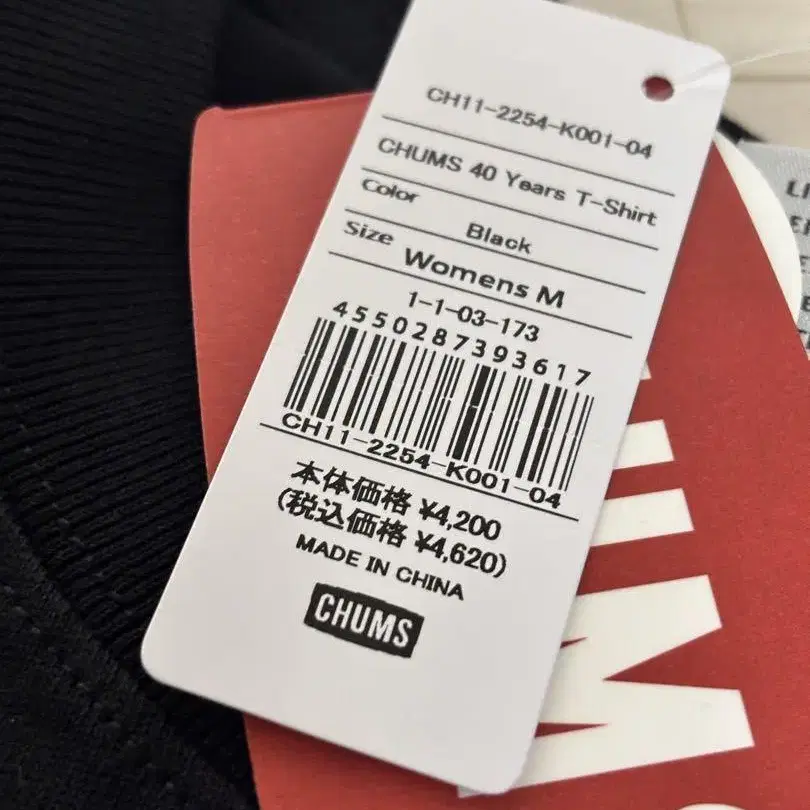 CH11-2254-K001-04
CHUMS 40 Years T-Shirt
Color Black
Size Womens M
1-1-03-173
4550287393617
CH11-2254-K001-04
本体価格 ¥4,200
(税込価格 ¥4,620)
MADE IN CHINA
CHUMS